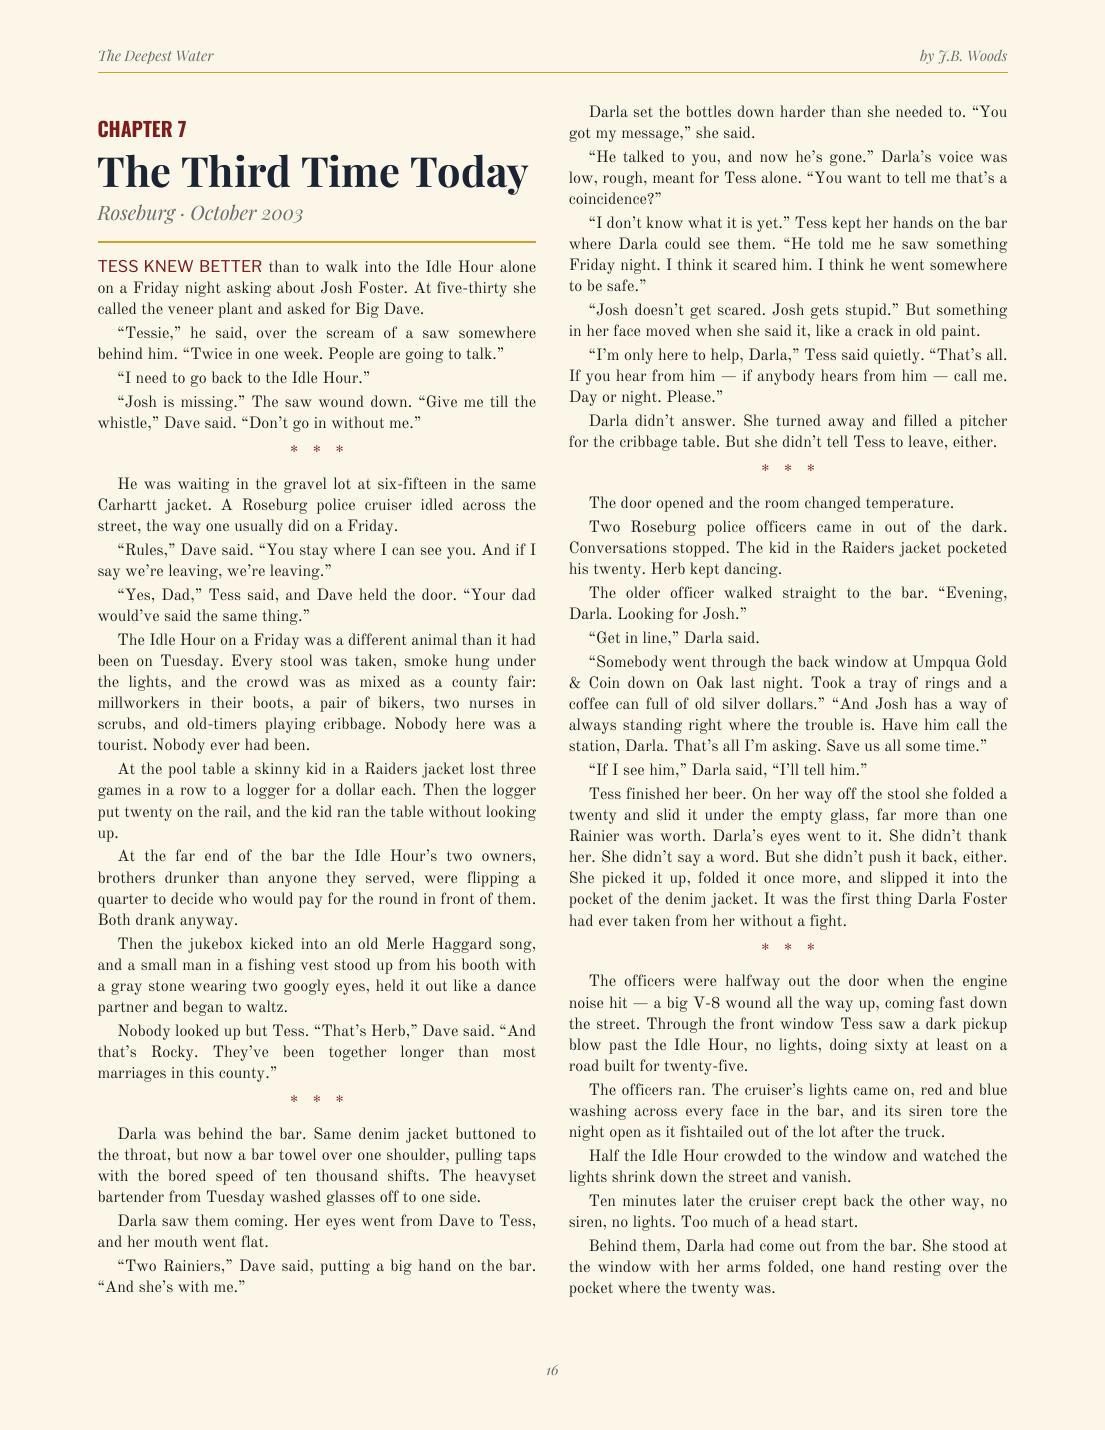 The Deepest Water
by J.B. Woods
CHAPTER 7
The Third Time Today
Roseburg · October 2003
TESS KNEW BETTER than to walk into the Idle Hour alone
on a Friday night asking about Josh Foster. At five-thirty she
called the veneer plant and asked for Big Dave.
“Tessie,” he said, over the scream of a saw somewhere
behind him. “Twice in one week. People are going to talk.”
“I need to go back to the Idle Hour.”
“Josh is missing.” The saw wound down. “Give me till the
whistle,” Dave said. “Don’t go in without me.”
* * *
He was waiting in the gravel lot at six-fifteen in the same
Carhartt jacket. A Roseburg police cruiser idled across the
street, the way one usually did on a Friday.
“Rules,” Dave said. “You stay where I can see you. And if I
say we’re leaving, we’re leaving.”
“Yes, Dad,” Tess said, and Dave held the door. “Your dad
would’ve said the same thing.”
The Idle Hour on a Friday was a different animal than it had
been on Tuesday. Every stool was taken, smoke hung under
the lights, and the crowd was as mixed as a county fair:
millworkers in their boots, a pair of bikers, two nurses in
scrubs, and old-timers playing cribbage. Nobody here was a
tourist. Nobody ever had been.
At the pool table a skinny kid in a Raiders jacket lost three
games in a row to a logger for a dollar each. Then the logger
put twenty on the rail, and the kid ran the table without looking
up.
At the far end of the bar the Idle Hour’s two owners,
brothers drunker than anyone they served, were flipping a
quarter to decide who would pay for the round in front of them.
Both drank anyway.
Then the jukebox kicked into an old Merle Haggard song,
and a small man in a fishing vest stood up from his booth with
a gray stone wearing two googly eyes, held it out like a dance
partner and began to waltz.
Nobody looked up but Tess. “That’s Herb,” Dave said. “And
that’s Rocky. They’ve been together longer than most
marriages in this county.”
* * *
Darla was behind the bar. Same denim jacket buttoned to
the throat, but now a bar towel over one shoulder, pulling taps
with the bored speed of ten thousand shifts. The heavyset
bartender from Tuesday washed glasses off to one side.
Darla saw them coming. Her eyes went from Dave to Tess,
and her mouth went flat.
“Two Rainiers,” Dave said, putting a big hand on the bar.
“And she’s with me.”
Darla set the bottles down harder than she needed to. “You
got my message,” she said.
“He talked to you, and now he’s gone.” Darla’s voice was
low, rough, meant for Tess alone. “You want to tell me that’s a
coincidence?”
“I don’t know what it is yet.” Tess kept her hands on the bar
where Darla could see them. “He told me he saw something
Friday night. I think it scared him. I think he went somewhere
to be safe.”
“Josh doesn’t get scared. Josh gets stupid.” But something
in her face moved when she said it, like a crack in old paint.
“I’m only here to help, Darla,” Tess said quietly. “That’s all.
If you hear from him — if anybody hears from him — call me.
Day or night. Please.”
Darla didn’t answer. She turned away and filled a pitcher
for the cribbage table. But she didn’t tell Tess to leave, either.
* * *
The door opened and the room changed temperature.
Two Roseburg police officers came in out of the dark.
Conversations stopped. The kid in the Raiders jacket pocketed
his twenty. Herb kept dancing.
The older officer walked straight to the bar. “Evening,
Darla. Looking for Josh.”
“Get in line,” Darla said.
“Somebody went through the back window at Umpqua Gold
& Coin down on Oak last night. Took a tray of rings and a
coffee can full of old silver dollars.” “And Josh has a way of
always standing right where the trouble is. Have him call the
station, Darla. That’s all I’m asking. Save us all some time.”
“If I see him,” Darla said, “I’ll tell him.”
Tess finished her beer. On her way off the stool she folded a
twenty and slid it under the empty glass, far more than one
Rainier was worth. Darla’s eyes went to it. She didn’t thank
her. She didn’t say a word. But she didn’t push it back, either.
She picked it up, folded it once more, and slipped it into the
pocket of the denim jacket. It was the first thing Darla Foster
had ever taken from her without a fight.
* * *
The officers were halfway out the door when the engine
noise hit — a big V-8 wound all the way up, coming fast down
the street. Through the front window Tess saw a dark pickup
blow past the Idle Hour, no lights, doing sixty at least on a
road built for twenty-five.
The officers ran. The cruiser’s lights came on, red and blue
washing across every face in the bar, and its siren tore the
night open as it fishtailed out of the lot after the truck.
Half the Idle Hour crowded to the window and watched the
lights shrink down the street and vanish.
Ten minutes later the cruiser crept back the other way, no
siren, no lights. Too much of a head start.
Behind them, Darla had come out from the bar. She stood at
the window with her arms folded, one hand resting over the
pocket where the twenty was.
16